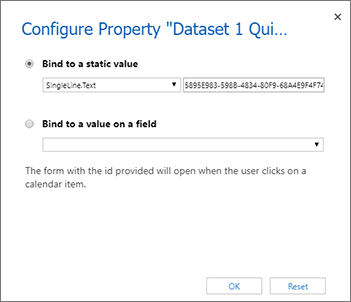 Configure Property "Dataset 1 Qui...
Bind to a static value
SingleLine.Text 5895E983-598B-4834-80F9-68A4E9F4F74
Bind to a value on a field
The form with the id provided will open when the user clicks on a
calendar item.
OK Reset